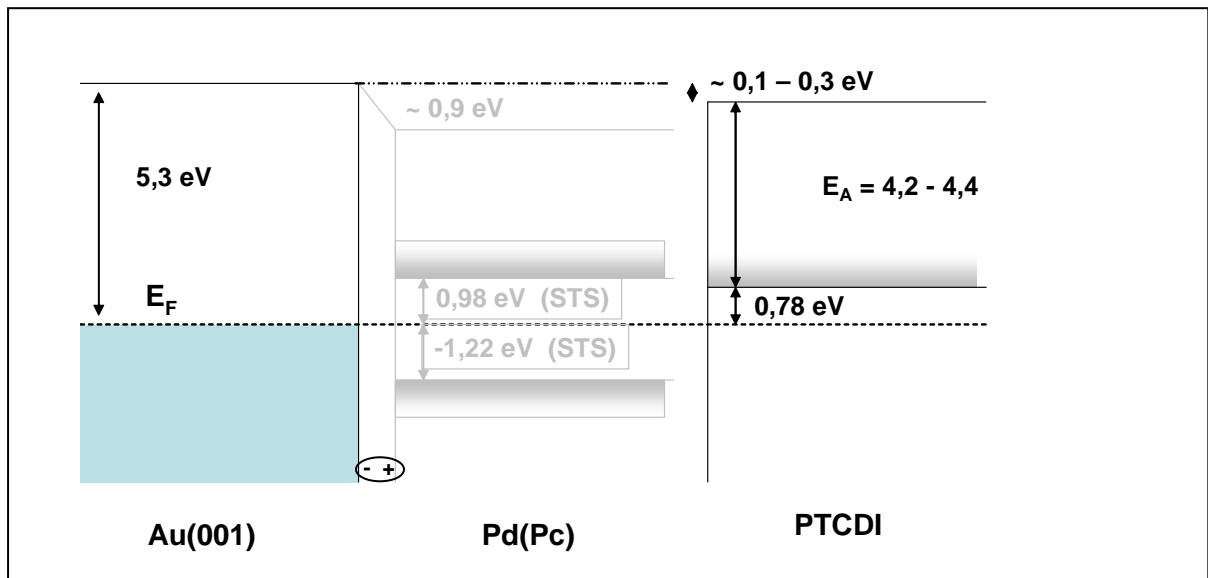 ~ 0,1 – 0,3 eV
~ 0,9 eV
5,3 eV
E_A = 4,2 - 4,4
E_F
0,98 eV (STS)
0,78 eV
-1,22 eV (STS)
- +
Au(001)
Pd(Pc)
PTCDI